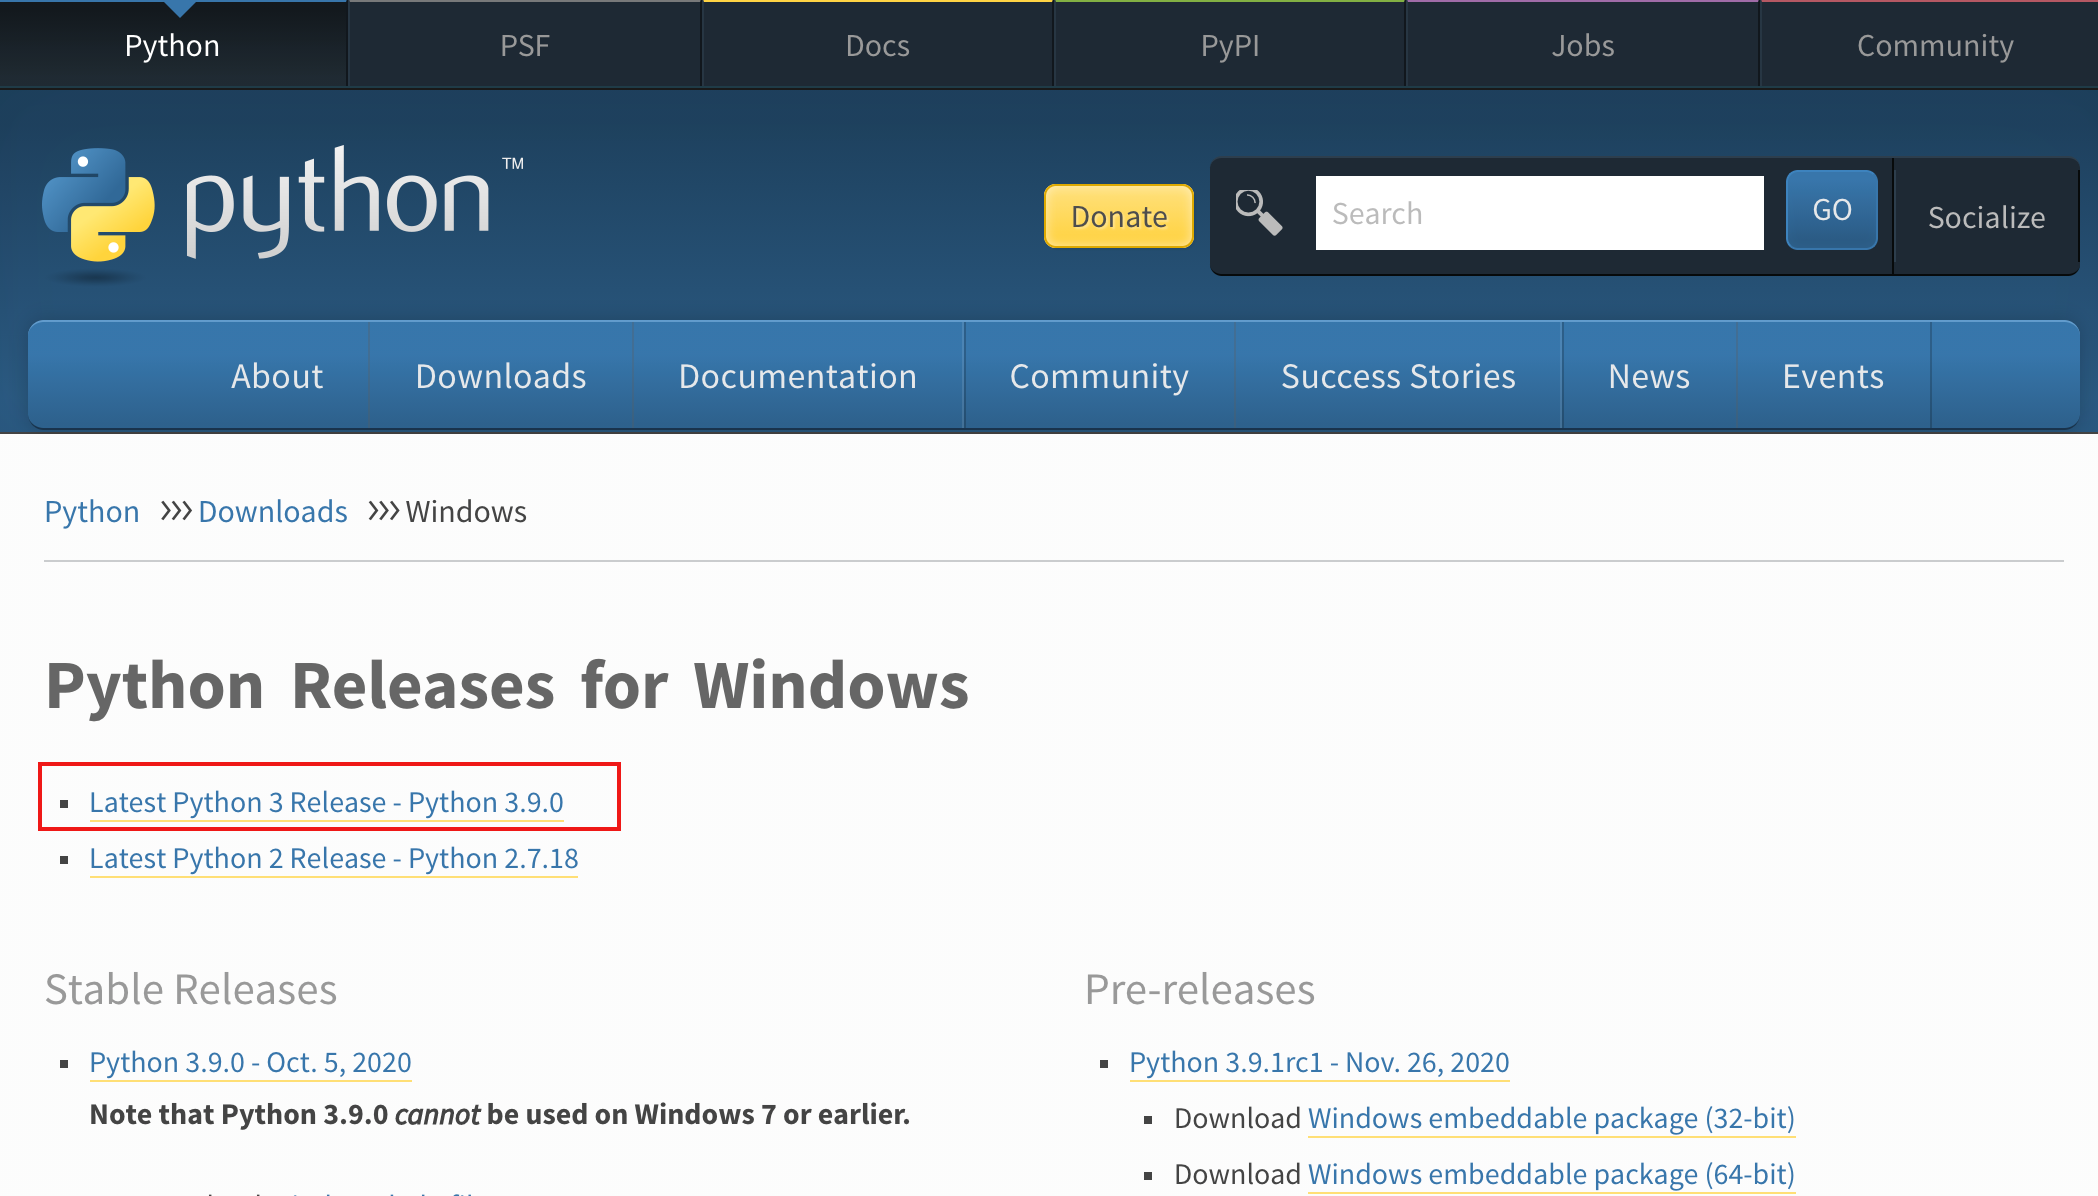 Python PSF Docs PyPI Jobs Community
python TM
Donate Search GO Socialize
About Downloads Documentation Community Success Stories News Events
Python >>> Downloads >>> Windows
Python Releases for Windows
Latest Python 3 Release - Python 3.9.0
Latest Python 2 Release - Python 2.7.18
Stable Releases
Python 3.9.0 - Oct. 5, 2020
Note that Python 3.9.0 cannot be used on Windows 7 or earlier.
Pre-releases
Python 3.9.1rc1 - Nov. 26, 2020
Download Windows embeddable package (32-bit)
Download Windows embeddable package (64-bit)